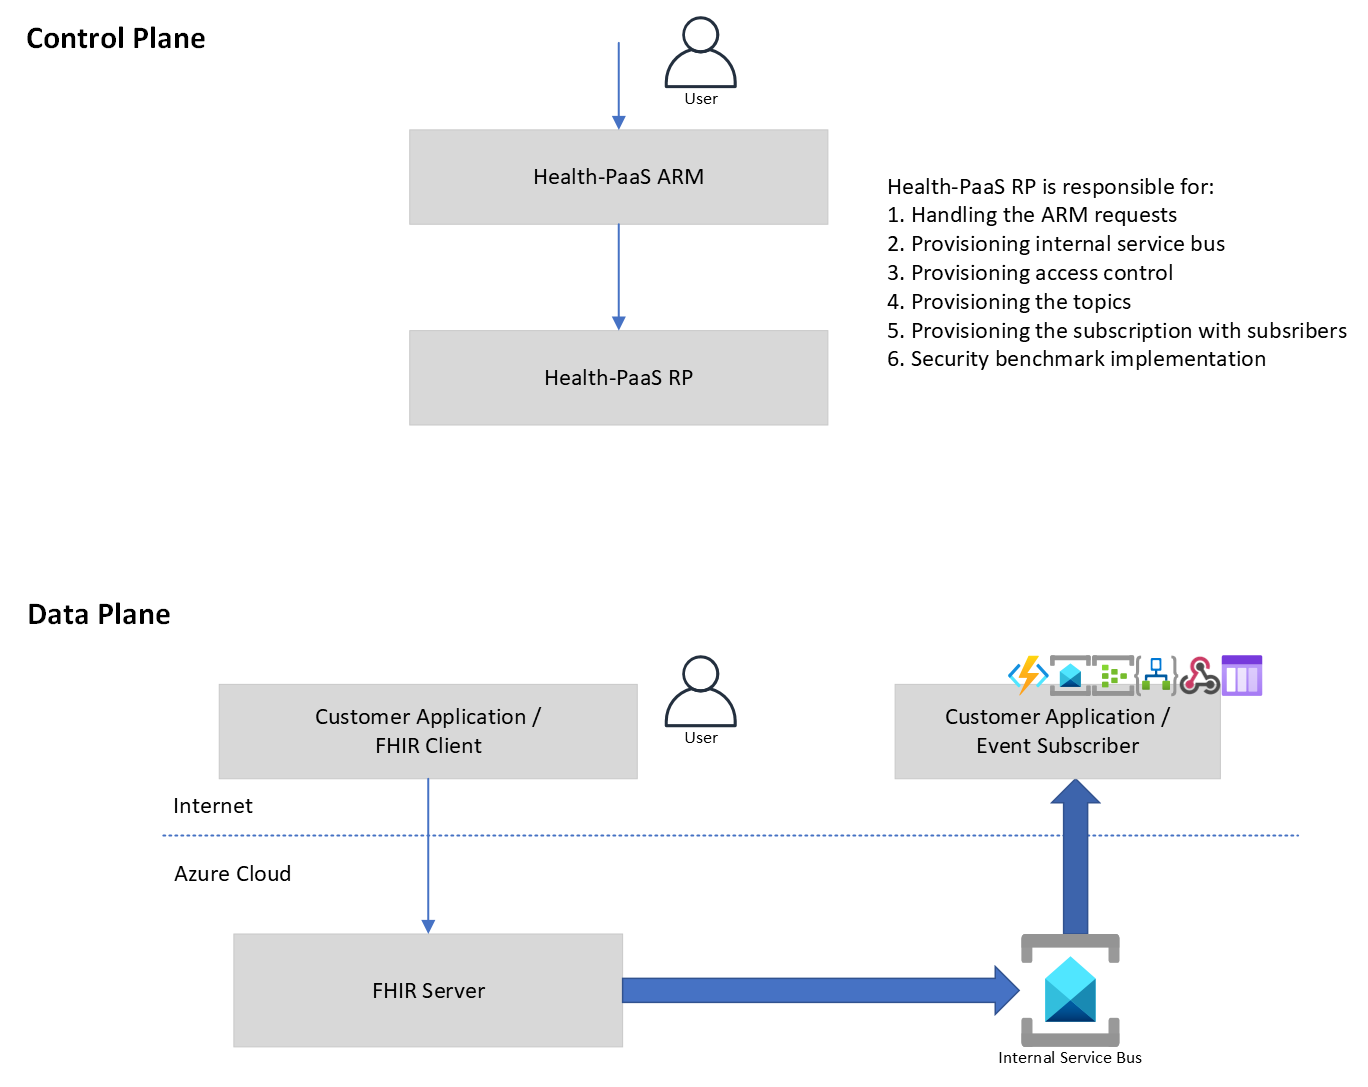 Control Plane
User
Health-PaaS ARM
Health-PaaS RP is responsible for:
1. Handling the ARM requests
2. Provisioning internal service bus
3. Provisioning access control
4. Provisioning the topics
5. Provisioning the subscription with subsribers
6. Security benchmark implementation
Health-PaaS RP
Data Plane
Customer Application /
FHIR Client
User
Customer Application /
Event Subscriber
Internet
Azure Cloud
FHIR Server
Internal Service Bus